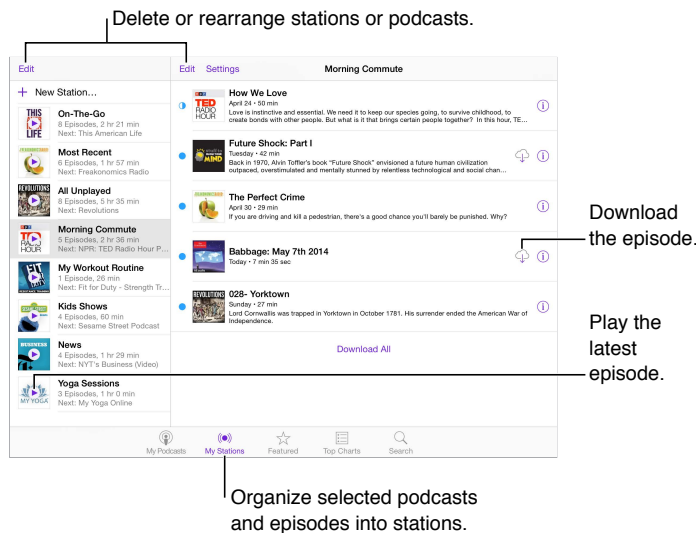 Delete or rearrange stations or podcasts.
Edit
Edit Settings Morning Commute
New Station…
THIS
LIFE
On-The-Go
8 Episodes, 2 hr 21 min
Next: This American Life
Most Recent
6 Episodes, 1 hr 57 min
Next: Freakonomics Radio
REVOLUTIONS
All Unplayed
8 Episodes, 5 hr 35 min
Next: Revolutions
HOUR
Morning Commute
5 Episodes, 2 hr 36 min
Next: NPR: TED Radio Hour P…
FIT
My Workout Routine
1 Episode, 26 min
Next: Fit for Duty - Strength Tr…
Kids Shows
4 Episodes, 60 min
Next: Sesame Street Podcast
BUSINESS
News
4 Episodes, 1 hr 29 min
Next: NYT's Business (Video)
MY YOGA
Yoga Sessions
3 Episodes, 1 hr 0 min
Next: My Yoga Online
TED
RADIO
HOUR
How We Love
April 24 • 50 min
Love is instinctive and essential. We need it to keep our species going, to survive childhood, to
create bonds with other people. But what is it that brings certain people together? In this hour, TE…
MIND
Future Shock: Part I
Tuesday • 42 min
Back in 1970, Alvin Toffler's book "Future Shock" envisioned a future human civilization
outpaced, overstimulated and mentally stunned by relentless technological and social chan…
The Perfect Crime
April 30 • 29 min
If you are driving and kill a pedestrian, there's a good chance you'll barely be punished. Why?
Babbage: May 7th 2014
Today • 7 min 35 sec
REVOLUTIONS
028- Yorktown
Sunday • 27 min
Lord Cornwallis was trapped in Yorktown in October 1781. His surrender ended the American War of
Independence.
Download All
Download
the episode.
Play the
latest
episode.
My Podcasts My Stations Featured Top Charts Search
Organize selected podcasts
and episodes into stations.